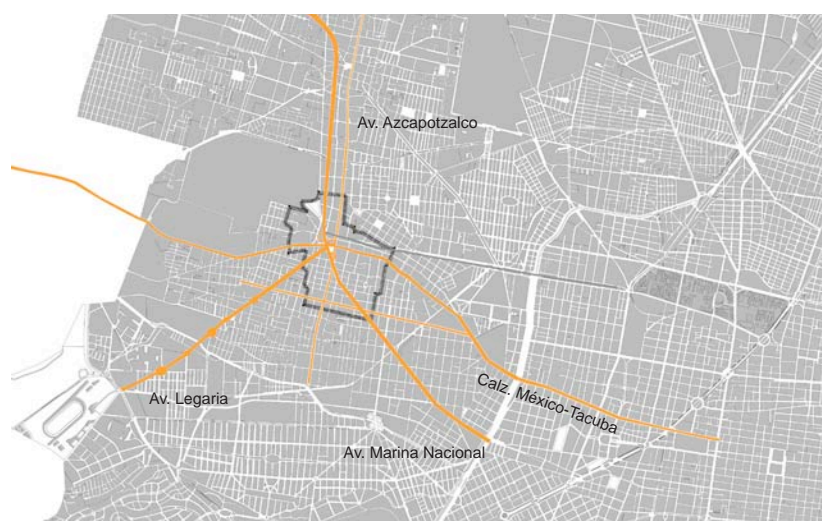 Av. Azcapotzalco
Av. Legaria
Calz. México-Tacuba
Av. Marina Nacional